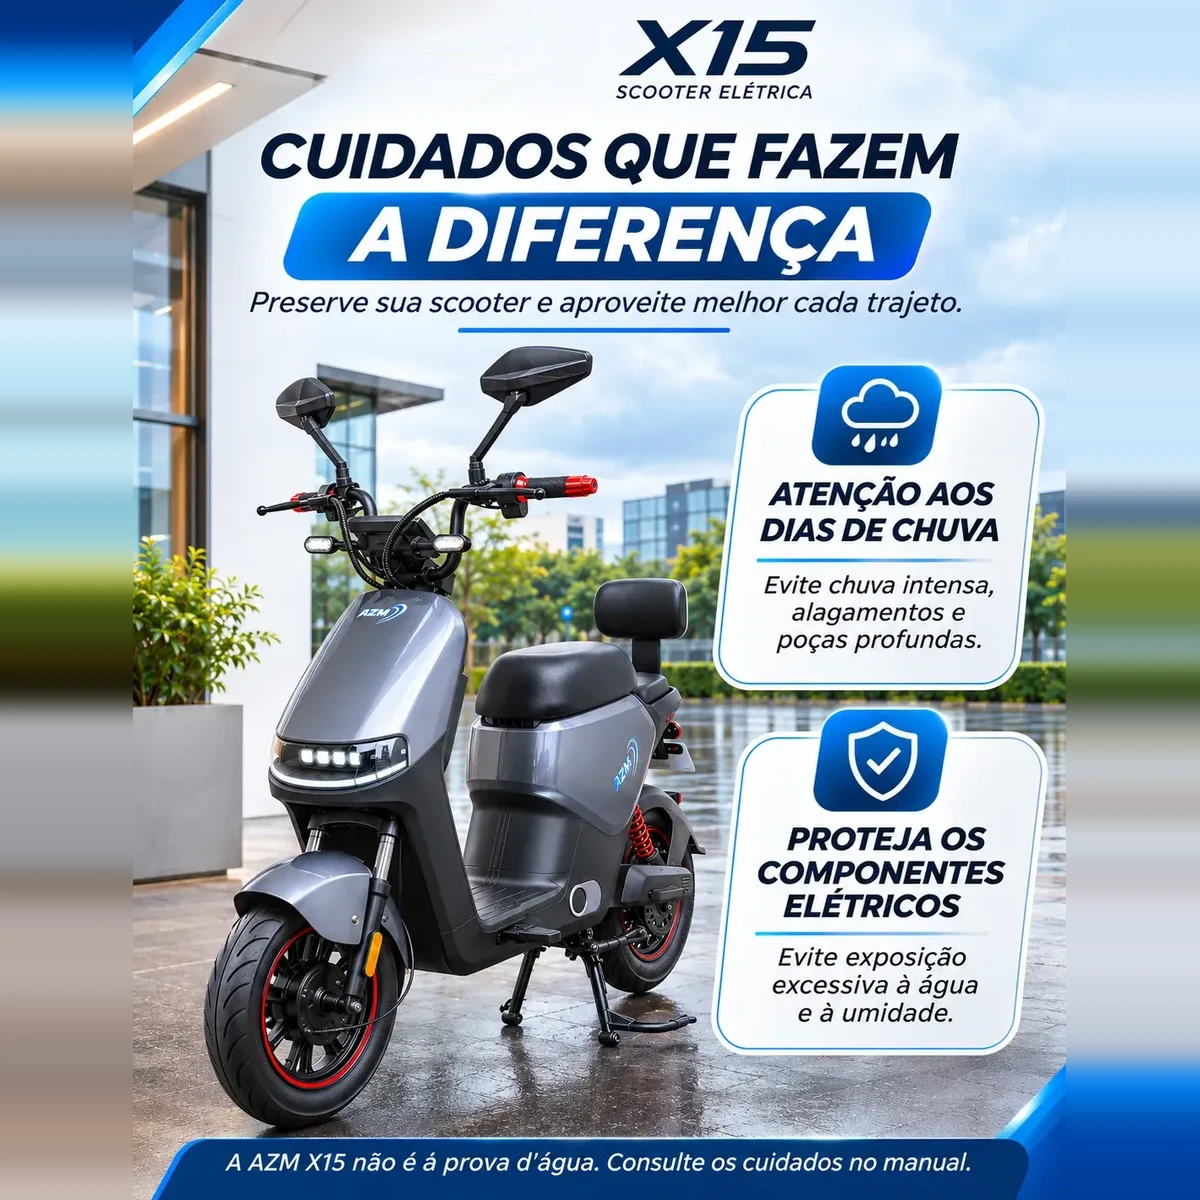 X15
SCOOTER ELÉTRICA
CUIDADOS QUE FAZEM
A DIFERENÇA
Preserve sua scooter e aproveite melhor cada trajeto.
ATENÇÃO AOS
DIAS DE CHUVA
Evite chuva intensa,
alagamentos e
poças profundas.
AZM
AZM
PROTEJA OS
COMPONENTES
ELÉTRICOS
Evite exposição
excessiva à água
e à umidade.
A AZM X15 não é á prova d'água. Consulte os cuidados no manual.